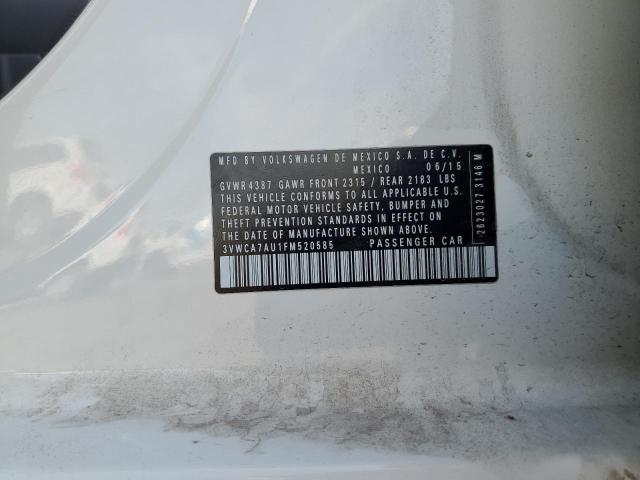 MFD BY VOLKSWAGEN DE MEXICO S.A. DE C.V.
MEXICO 06/15
GVWR 4387 GAWR FRONT 2315 / REAR 2183 LBS
THIS VEHICLE CONFORMS TO ALL APPLICABLE U.S.
FEDERAL MOTOR VEHICLE SAFETY, BUMPER AND
THEFT PREVENTION STANDARDS IN EFFECT ON
THE DATE OF MANUFACTURE SHOWN ABOVE.
3VWCA7AU1FM520585 PASSENGER CAR
2623027 3146 M